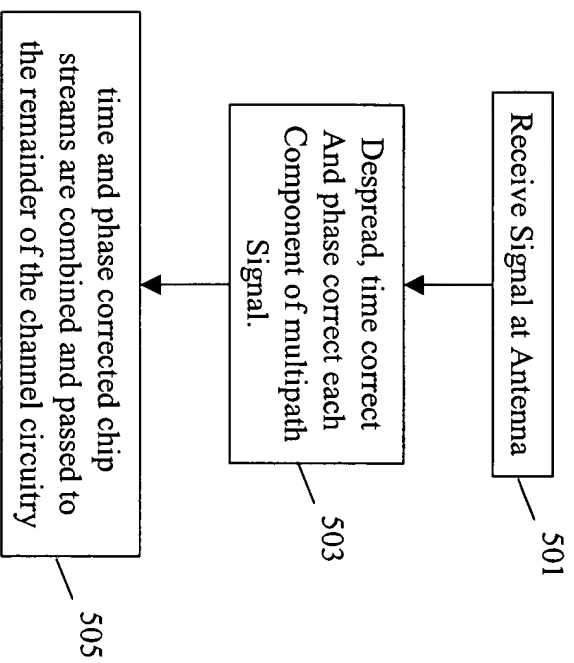 Receive Signal at Antenna
501
Despread, time correct
And phase correct each
Component of multipath
Signal.
503
time and phase corrected chip
streams are combined and passed to
the remainder of the channel circuitry
505